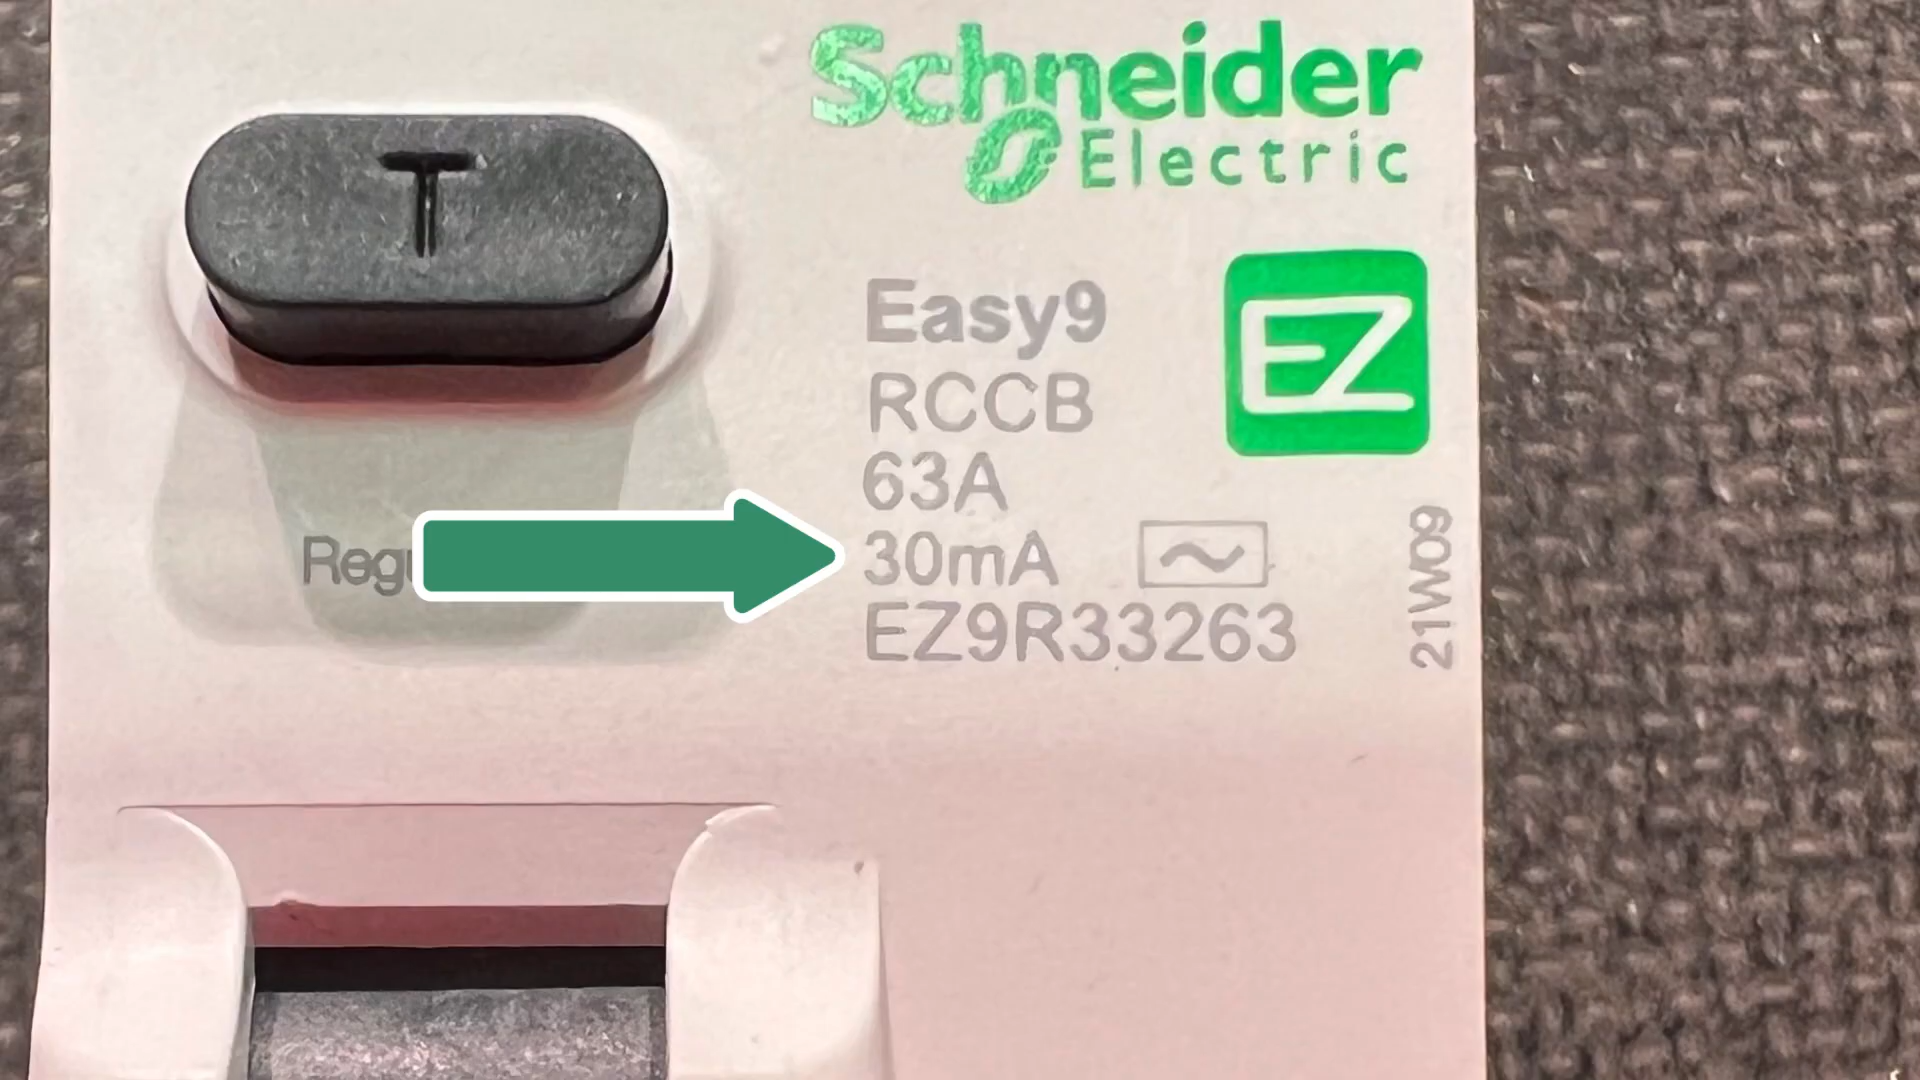 Schneider
Electric
T
Easy9
EZ
RCCB
63A
30mA
EZ9R33263
21W09